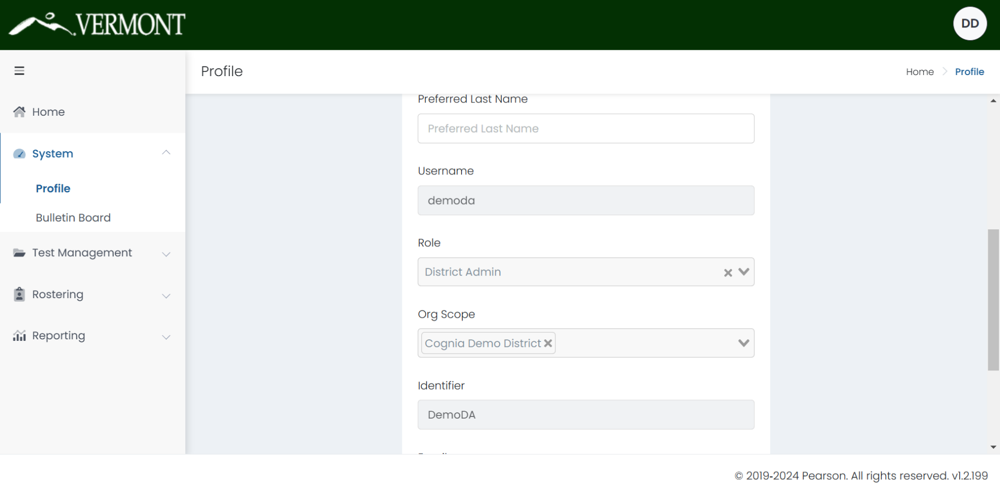 VERMONT
DD
Profile
Home
Profile
Home
System
Profile
Bulletin Board
Test Management
Rostering
Reporting
Preferred Last Name
Preferred Last Name
Username
demoda
Role
District Admin
Org Scope
Cognia Demo District
Identifier
DemoDA
© 2019-2024 Pearson. All rights reserved. v1.2.199